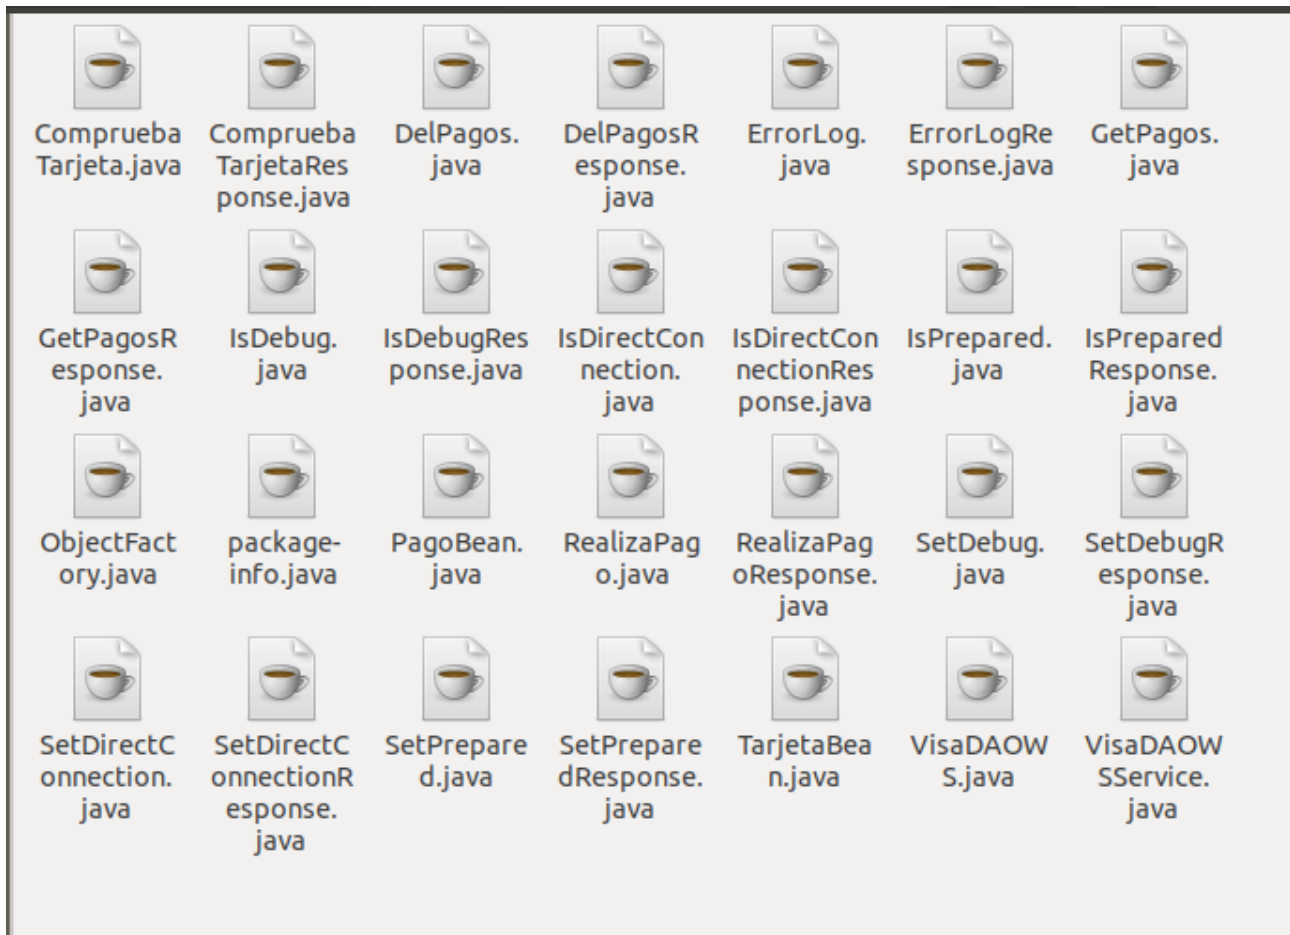 Comprueba
Tarjeta.java
Comprueba
TarjetaRes
ponse.java
DelPagos.
java
DelPagosR
esponse.
java
ErrorLog.
java
ErrorLogRe
sponse.java
GetPagos.
java
GetPagosR
esponse.
java
IsDebug.
java
IsDebugRes
ponse.java
IsDirectCon
nection.
java
IsDirectCon
nectionRes
ponse.java
IsPrepared.
java
IsPrepared
Response.
java
ObjectFact
ory.java
package-
info.java
PagoBean.
java
RealizaPag
o.java
RealizaPag
oResponse.
java
SetDebug.
java
SetDebugR
esponse.
java
SetDirectC
onnection.
java
SetDirectC
onnectionR
esponse.
java
SetPrepare
d.java
SetPrepare
dResponse.
java
TarjetaBea
n.java
VisaDAOW
S.java
VisaDAOW
SService.
java